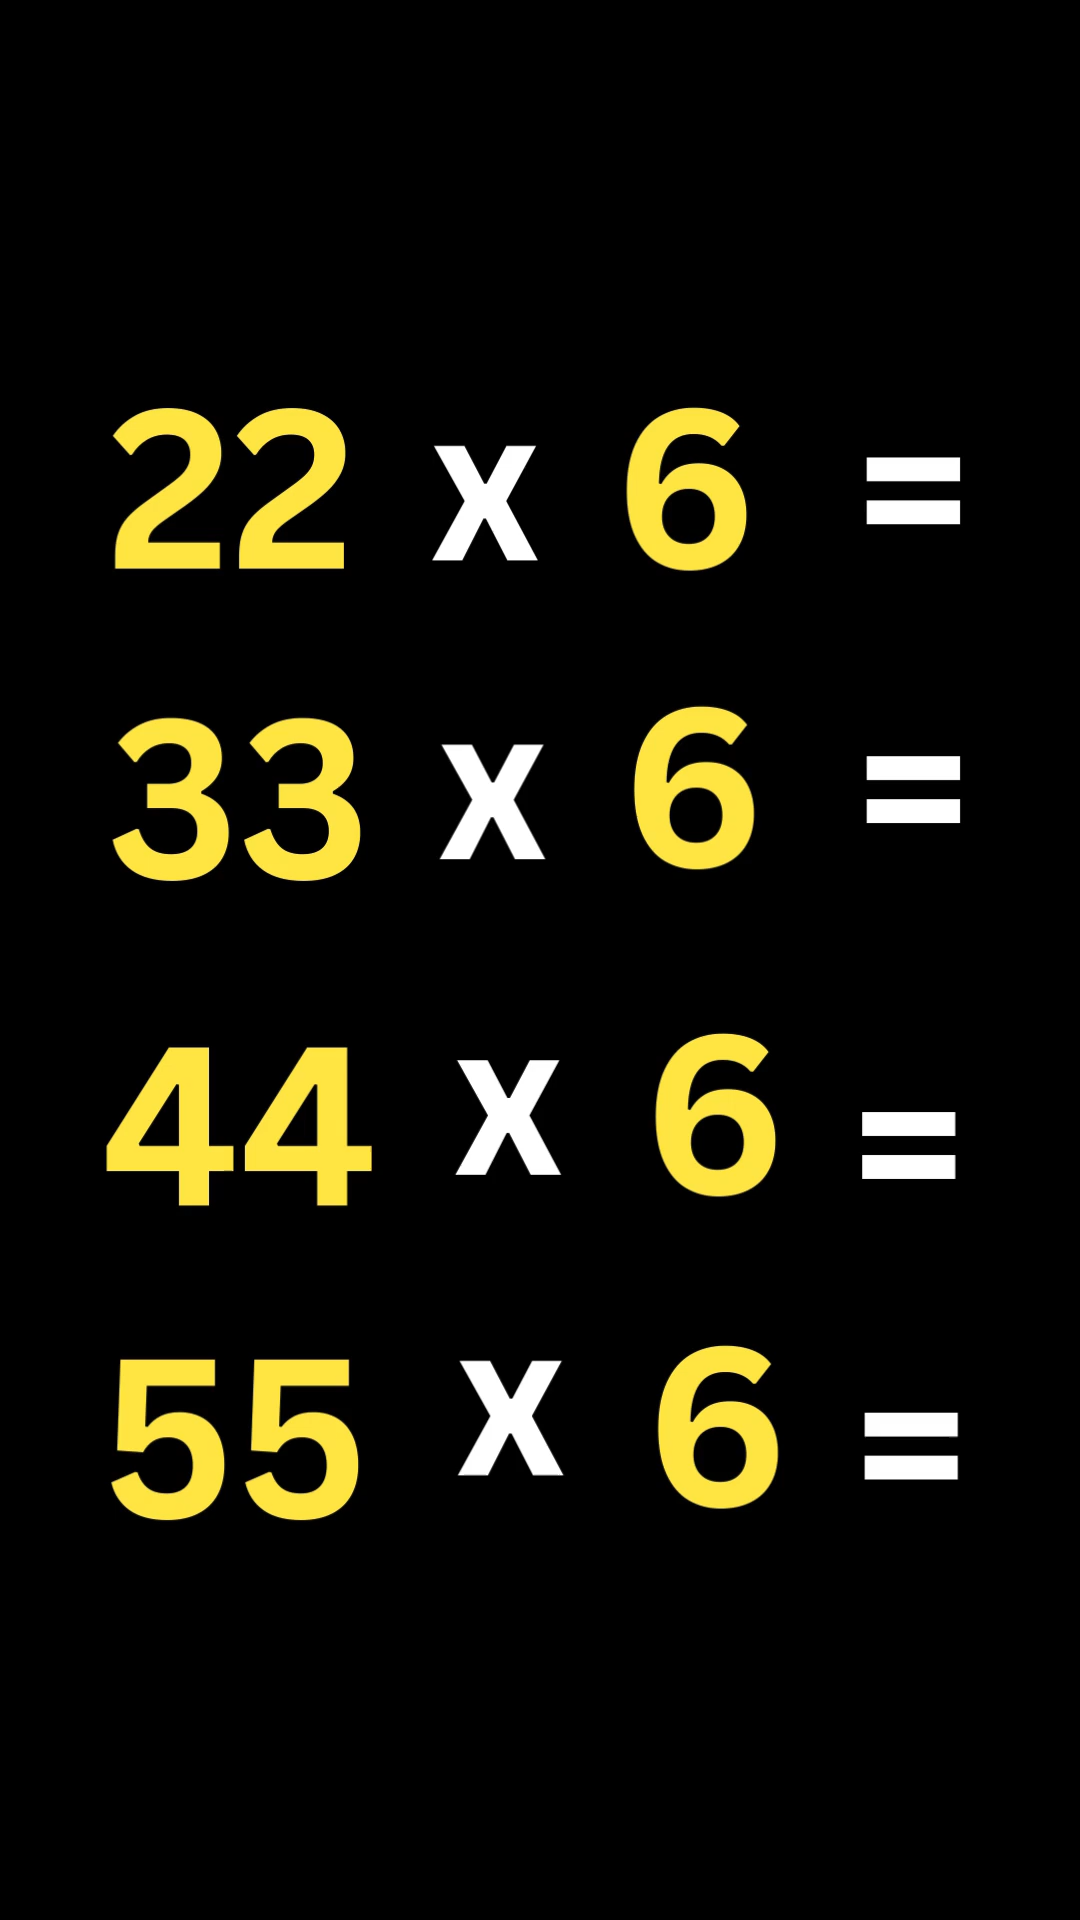 22 x 6 =
33 x 6 =
44 x 6 =
55 x 6 =